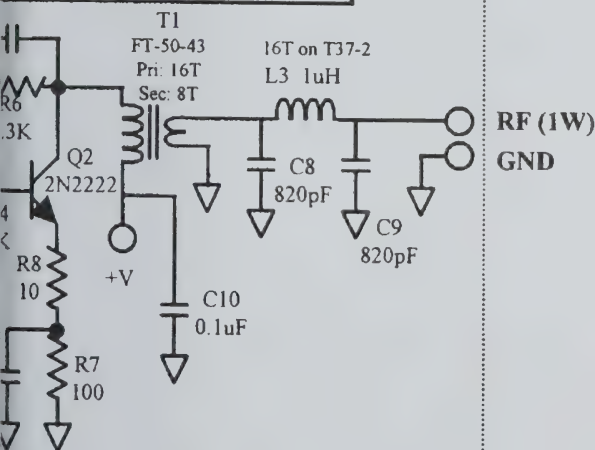 T1
FT-50-43
Pri: 16T
Sec: 8T
16T on T37-2
L3 1uH
R6
.3K
RF (1W)
GND
Q2
2N2222
C8
820pF
C9
820pF
4
K
R8
10
+V
C10
0.1uF
R7
100